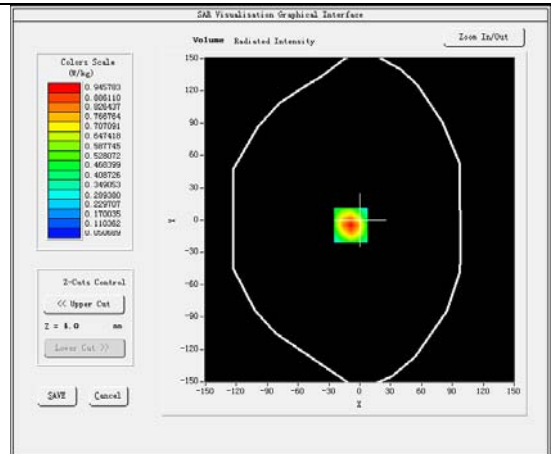 SAR Visualisation Graphical Interface
Volume Radiated Intensity
Zoom In/Out
Colors Scale
(W/kg)
0.945783
0.886110
0.826437
0.766764
0.707091
0.647418
0.587745
0.528072
0.468399
0.408726
0.349053
0.289380
0.229707
0.170035
0.110362
0.050689
Z-Cuts Control
<< Upper Cut
Z = 4.0 mm
Lower Cut >>
SAVE
Cancel
150
120
90
60
30
0
-30
-60
-90
-120
-150
Y
-150 -120 -90 -60 -30 0 30 60 90 120 150
X